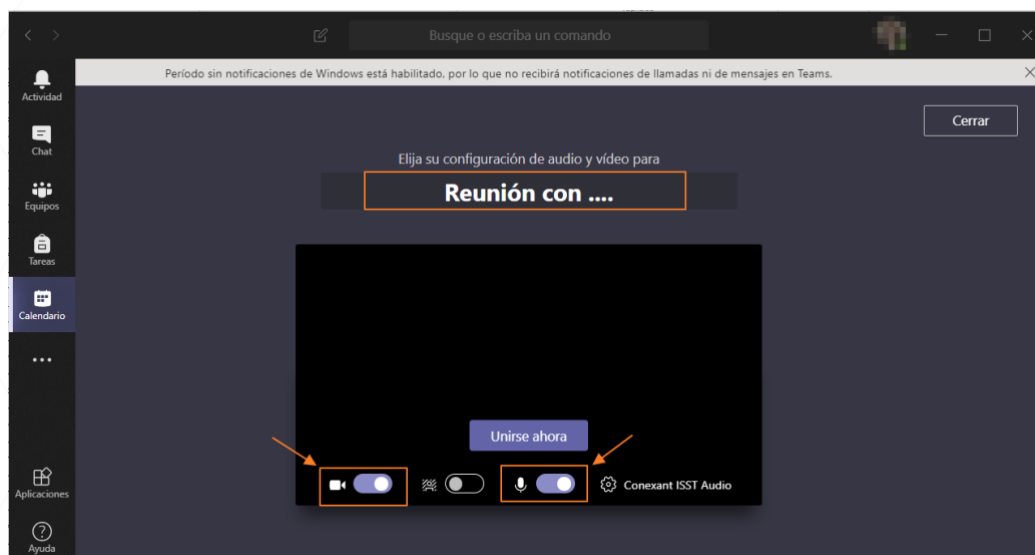 Busque o escriba un comando
Período sin notificaciones de Windows está habilitado, por lo que no recibirá notificaciones de llamadas ni de mensajes en Teams.
Actividad
Chat
Equipos
Tareas
Calendario
Aplicaciones
Ayuda
Cerrar
Elija su configuración de audio y vídeo para
Reunión con ....
Unirse ahora
Conexant ISST Audio